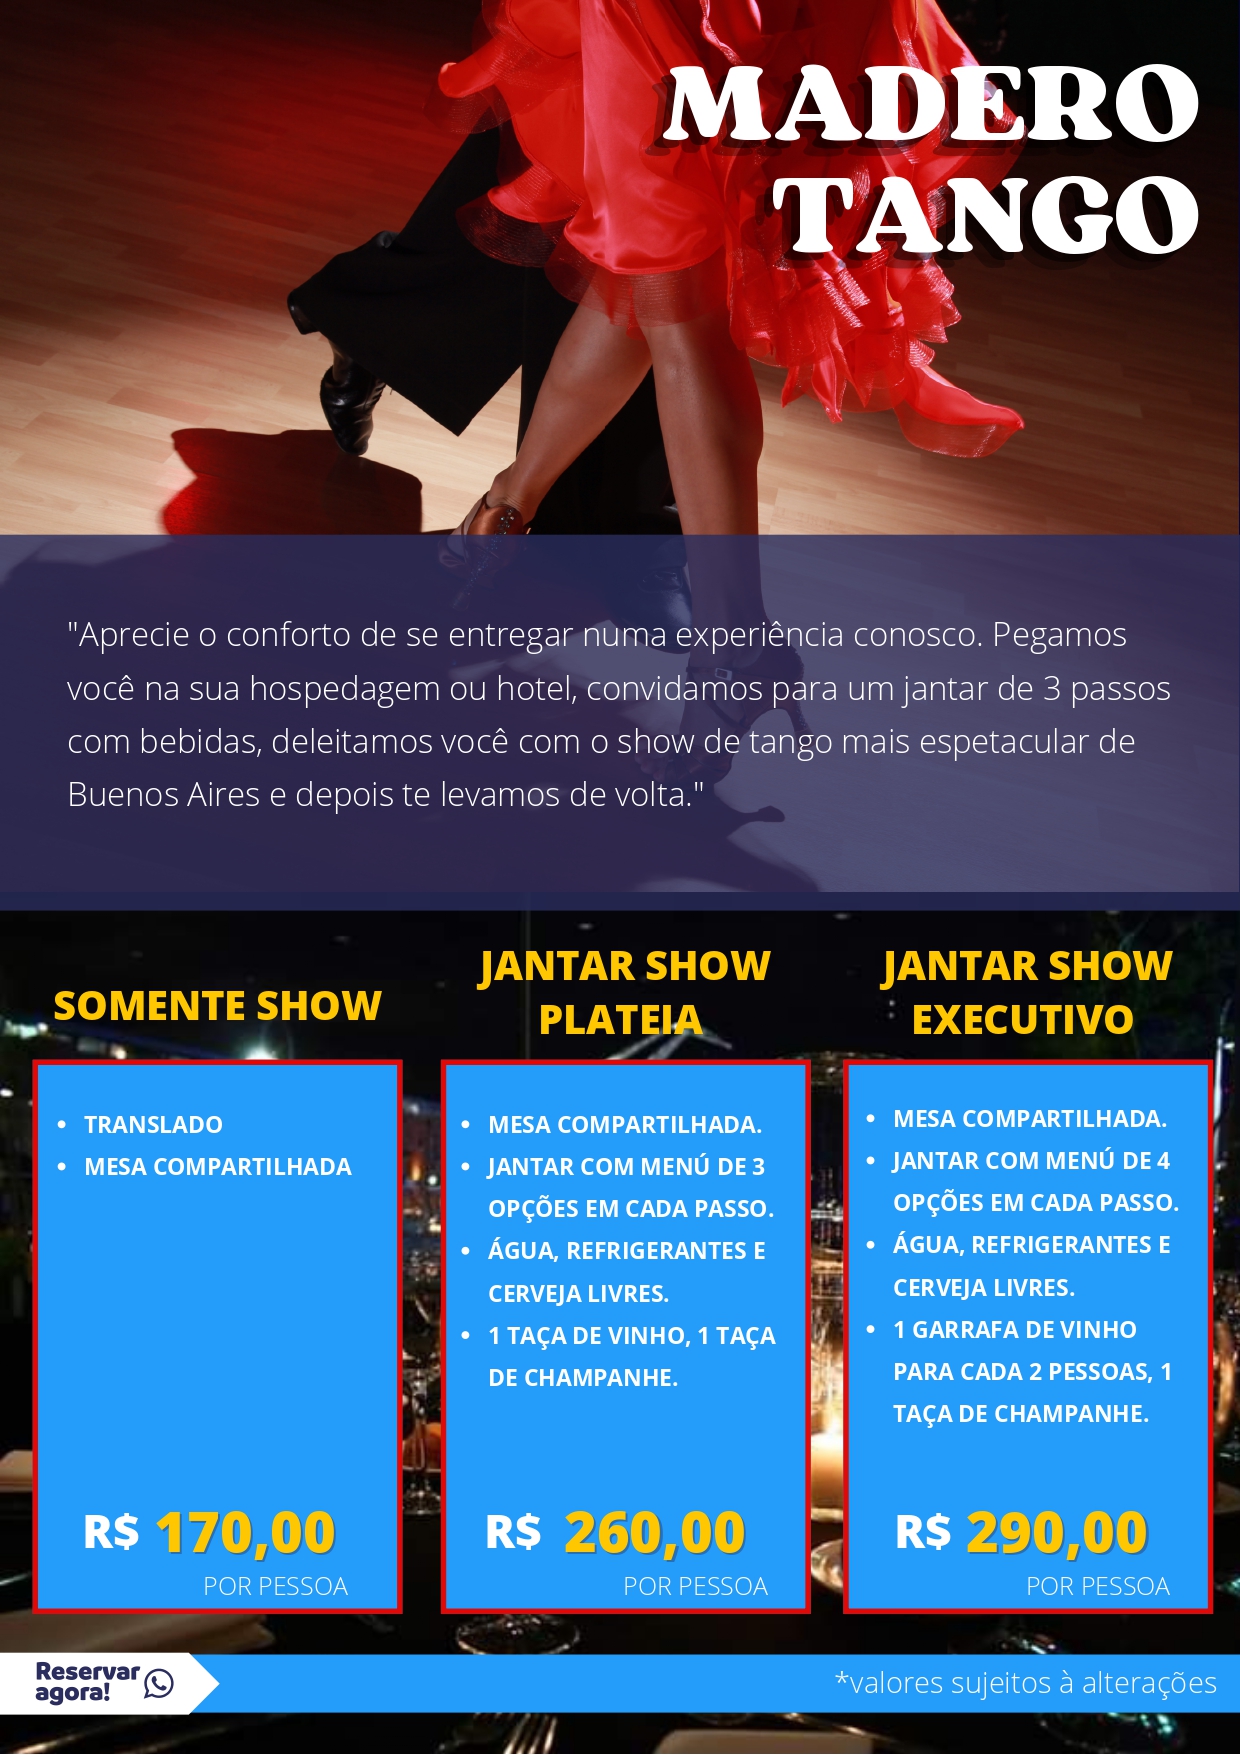 MADERO
TANGO
"Aprecie o conforto de se entregar numa experiência conosco. Pegamos
você na sua hospedagem ou hotel, convidamos para um jantar de 3 passos
com bebidas, deleitamos você com o show de tango mais espetacular de
Buenos Aires e depois te levamos de volta."
SOMENTE SHOW
• TRANSLADO
• MESA COMPARTILHADA
R$ 170,00
POR PESSOA
JANTAR SHOW
PLATEIA
• MESA COMPARTILHADA.
• JANTAR COM MENÚ DE 3
OPÇÕES EM CADA PASSO.
• ÁGUA, REFRIGERANTES E
CERVEJA LIVRES.
• 1 TAÇA DE VINHO, 1 TAÇA
DE CHAMPANHE.
R$ 260,00
POR PESSOA
JANTAR SHOW
EXECUTIVO
• MESA COMPARTILHADA.
• JANTAR COM MENÚ DE 4
OPÇÕES EM CADA PASSO.
• ÁGUA, REFRIGERANTES E
CERVEJA LIVRES.
• 1 GARRAFA DE VINHO
PARA CADA 2 PESSOAS, 1
TAÇA DE CHAMPANHE.
R$ 290,00
POR PESSOA
Reservar
agora!
*valores sujeitos à alterações